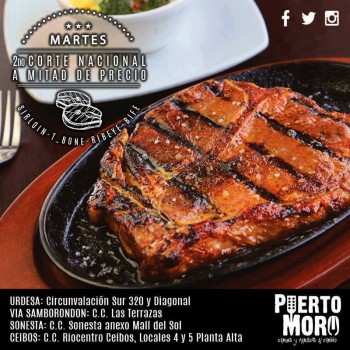 MARTES
2DO CORTE NACIONAL
A MITAD DE PRECIO
SIRLOIN-T. BONE-RIBEYE-BIFE
URDESA: Circunvalación Sur 320 y Diagonal
VIA SAMBORONDON: C.C. Las Terrazas
SONESTA: C.C. Sonesta anexo Mall del Sol
CEIBOS: C.C. Riocentro Ceibos, Locales 4 y 5 Planta Alta
PUERTO
MORO